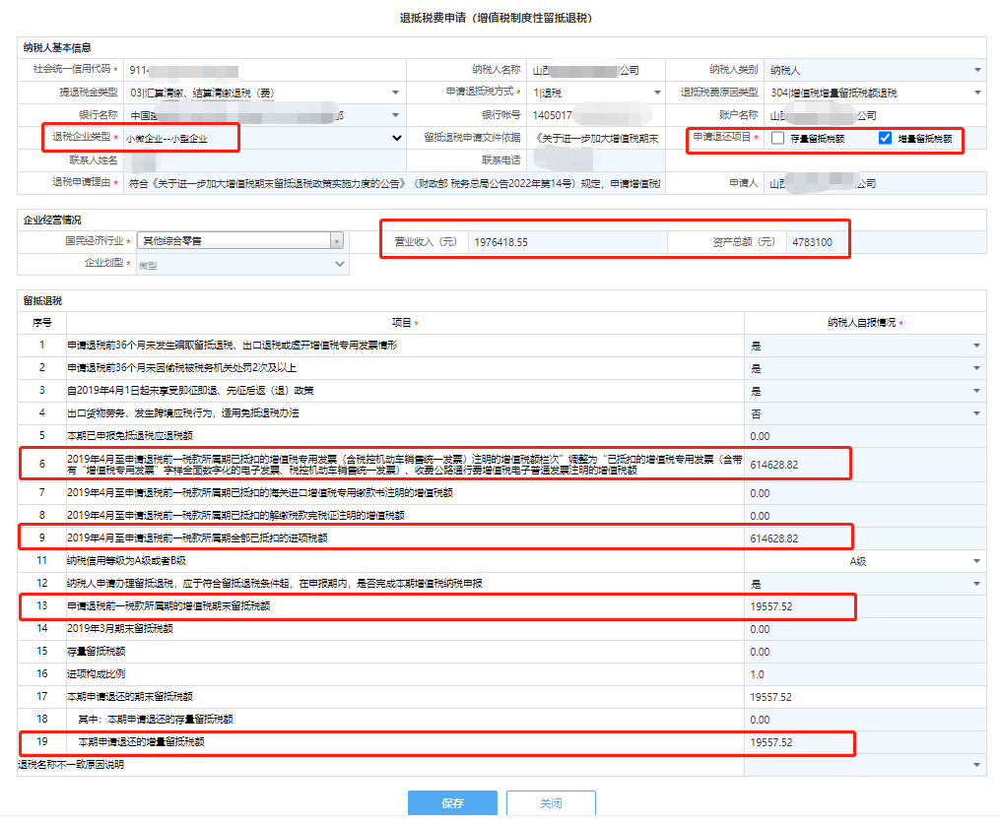 退抵税费申请（增值税制度性留抵退税）
纳税人基本信息
社会统一信用代码 * 9114 纳税人名称 山西 公司 纳税人类别 纳税人
提退税金类型 03|汇算清缴、结算清缴退税（费） 申请退抵税方式 * 1|退税 退抵税费原因类型 304|增值税增量留抵税额退税
银行名称 中国 部 银行帐号 1405017 账户名称 山西 公司
退税企业类型 * 小微企业--小型企业 留抵退税申请文件依据 《关于进一步加大增值税期末 申请退还项目 * 存量留抵税额 增量留抵税额
联系人姓名 联系电话
退税申请理由 * 符合《关于进一步加大增值税期末留抵退税政策实施力度的公告》（财政部 税务总局公告2022年第14号）规定，申请增值税 申请人 山西 公司
企业经营情况
国民经济行业 * 其他综合零售 营业收入（元） 1976418.55 资产总额（元） 4783100
企业划型 * 微型
留抵退税
序号 项目 * 纳税人自报情况 *
1 申请退税前36个月未发生骗取留抵退税、出口退税或虚开增值税专用发票情形 是
2 申请退税前36个月未因偷税被税务机关处罚2次及以上 是
3 自2019年4月1日起未享受即征即退、先征后返（退）政策 是
4 出口货物劳务、发生跨境应税行为，适用免抵退税办法 否
5 本期已申报免抵退税应退税额 0.00
6 2019年4月至申请退税前一税款所属期已抵扣的增值税专用发票（含税控机动车销售统一发票）注明的增值税额栏次”调整为“已抵扣的增值税专用发票（含带
有“增值税专用发票”字样全面数字化的电子发票、税控机动车销售统一发票）、收费公路通行费增值税电子普通发票注明的增值税额 614628.82
7 2019年4月至申请退税前一税款所属期已抵扣的海关进口增值税专用缴款书注明的增值税额 0.00
8 2019年4月至申请退税前一税款所属期已抵扣的解缴税款完税证注明的增值税额 0.00
9 2019年4月至申请退税前一税款所属期全部已抵扣的进项税额 614628.82
11 纳税信用等级为A级或者B级 A级
12 纳税人申请办理留抵退税，应于符合留抵退税条件起，在申报期内，是否完成本期增值税纳税申报 是
13 申请退税前一税款所属期的增值税期末留抵税额 19557.52
14 2019年3月期末留抵税额 0.00
15 存量留抵税额 0.00
16 进项构成比例 1.0
17 本期申请退还的期末留抵税额 19557.52
18 其中：本期申请退还的存量留抵税额 0.00
19 本期申请退还的增量留抵税额 19557.52
退税名称不一致原因说明
保存 关闭